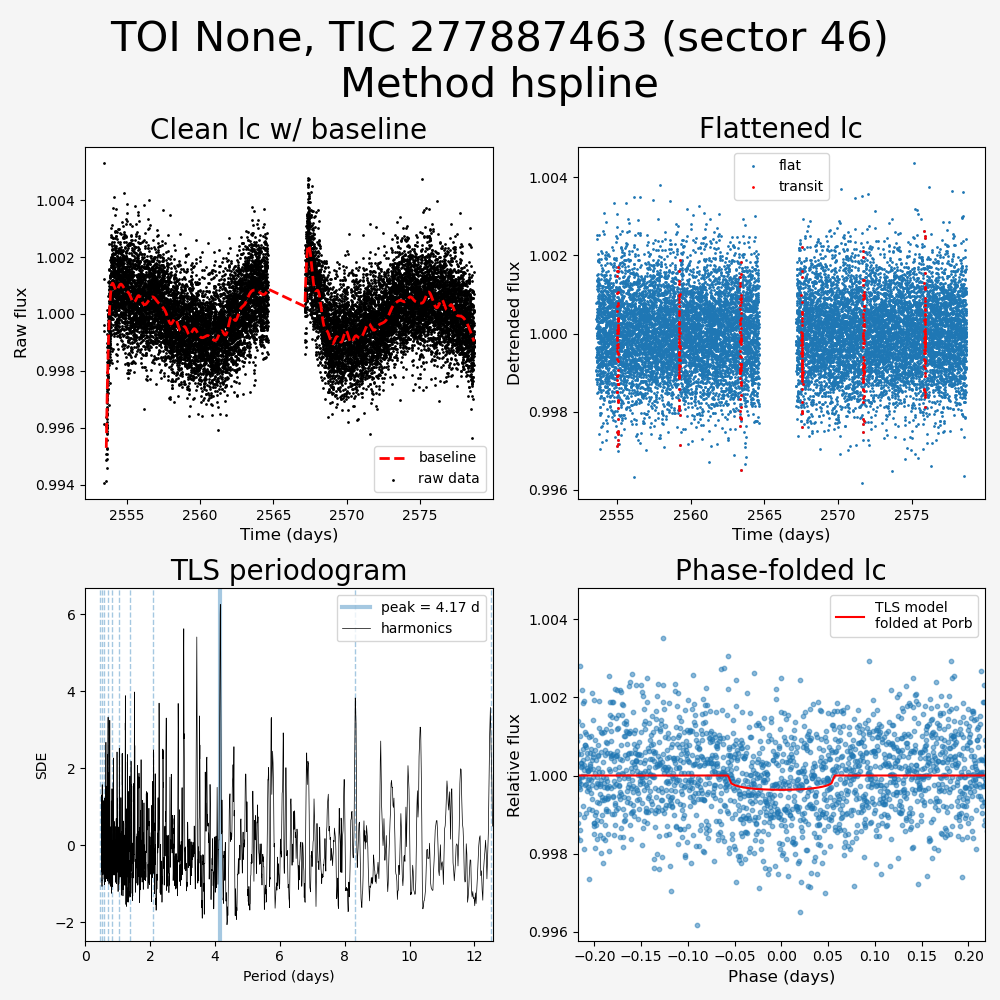 TOI None, TIC 277887463 (sector 46)
Method hspline
Clean lc w/ baseline
Raw flux
1.004
1.002
1.000
0.998
0.996
0.994
baseline
raw data
2555
2560
2565
2570
2575
Time (days)
Flattened lc
Detrended flux
1.004
1.002
1.000
0.998
0.996
flat
transit
2555
2560
2565
2570
2575
Time (days)
TLS periodogram
SDE
6
4
2
0
−2
peak = 4.17 d
harmonics
0
2
4
6
8
10
12
Period (days)
Phase-folded lc
Relative flux
1.004
1.002
1.000
0.998
0.996
TLS model
folded at Porb
−0.20
−0.15
−0.10
−0.05
0.00
0.05
0.10
0.15
0.20
Phase (days)